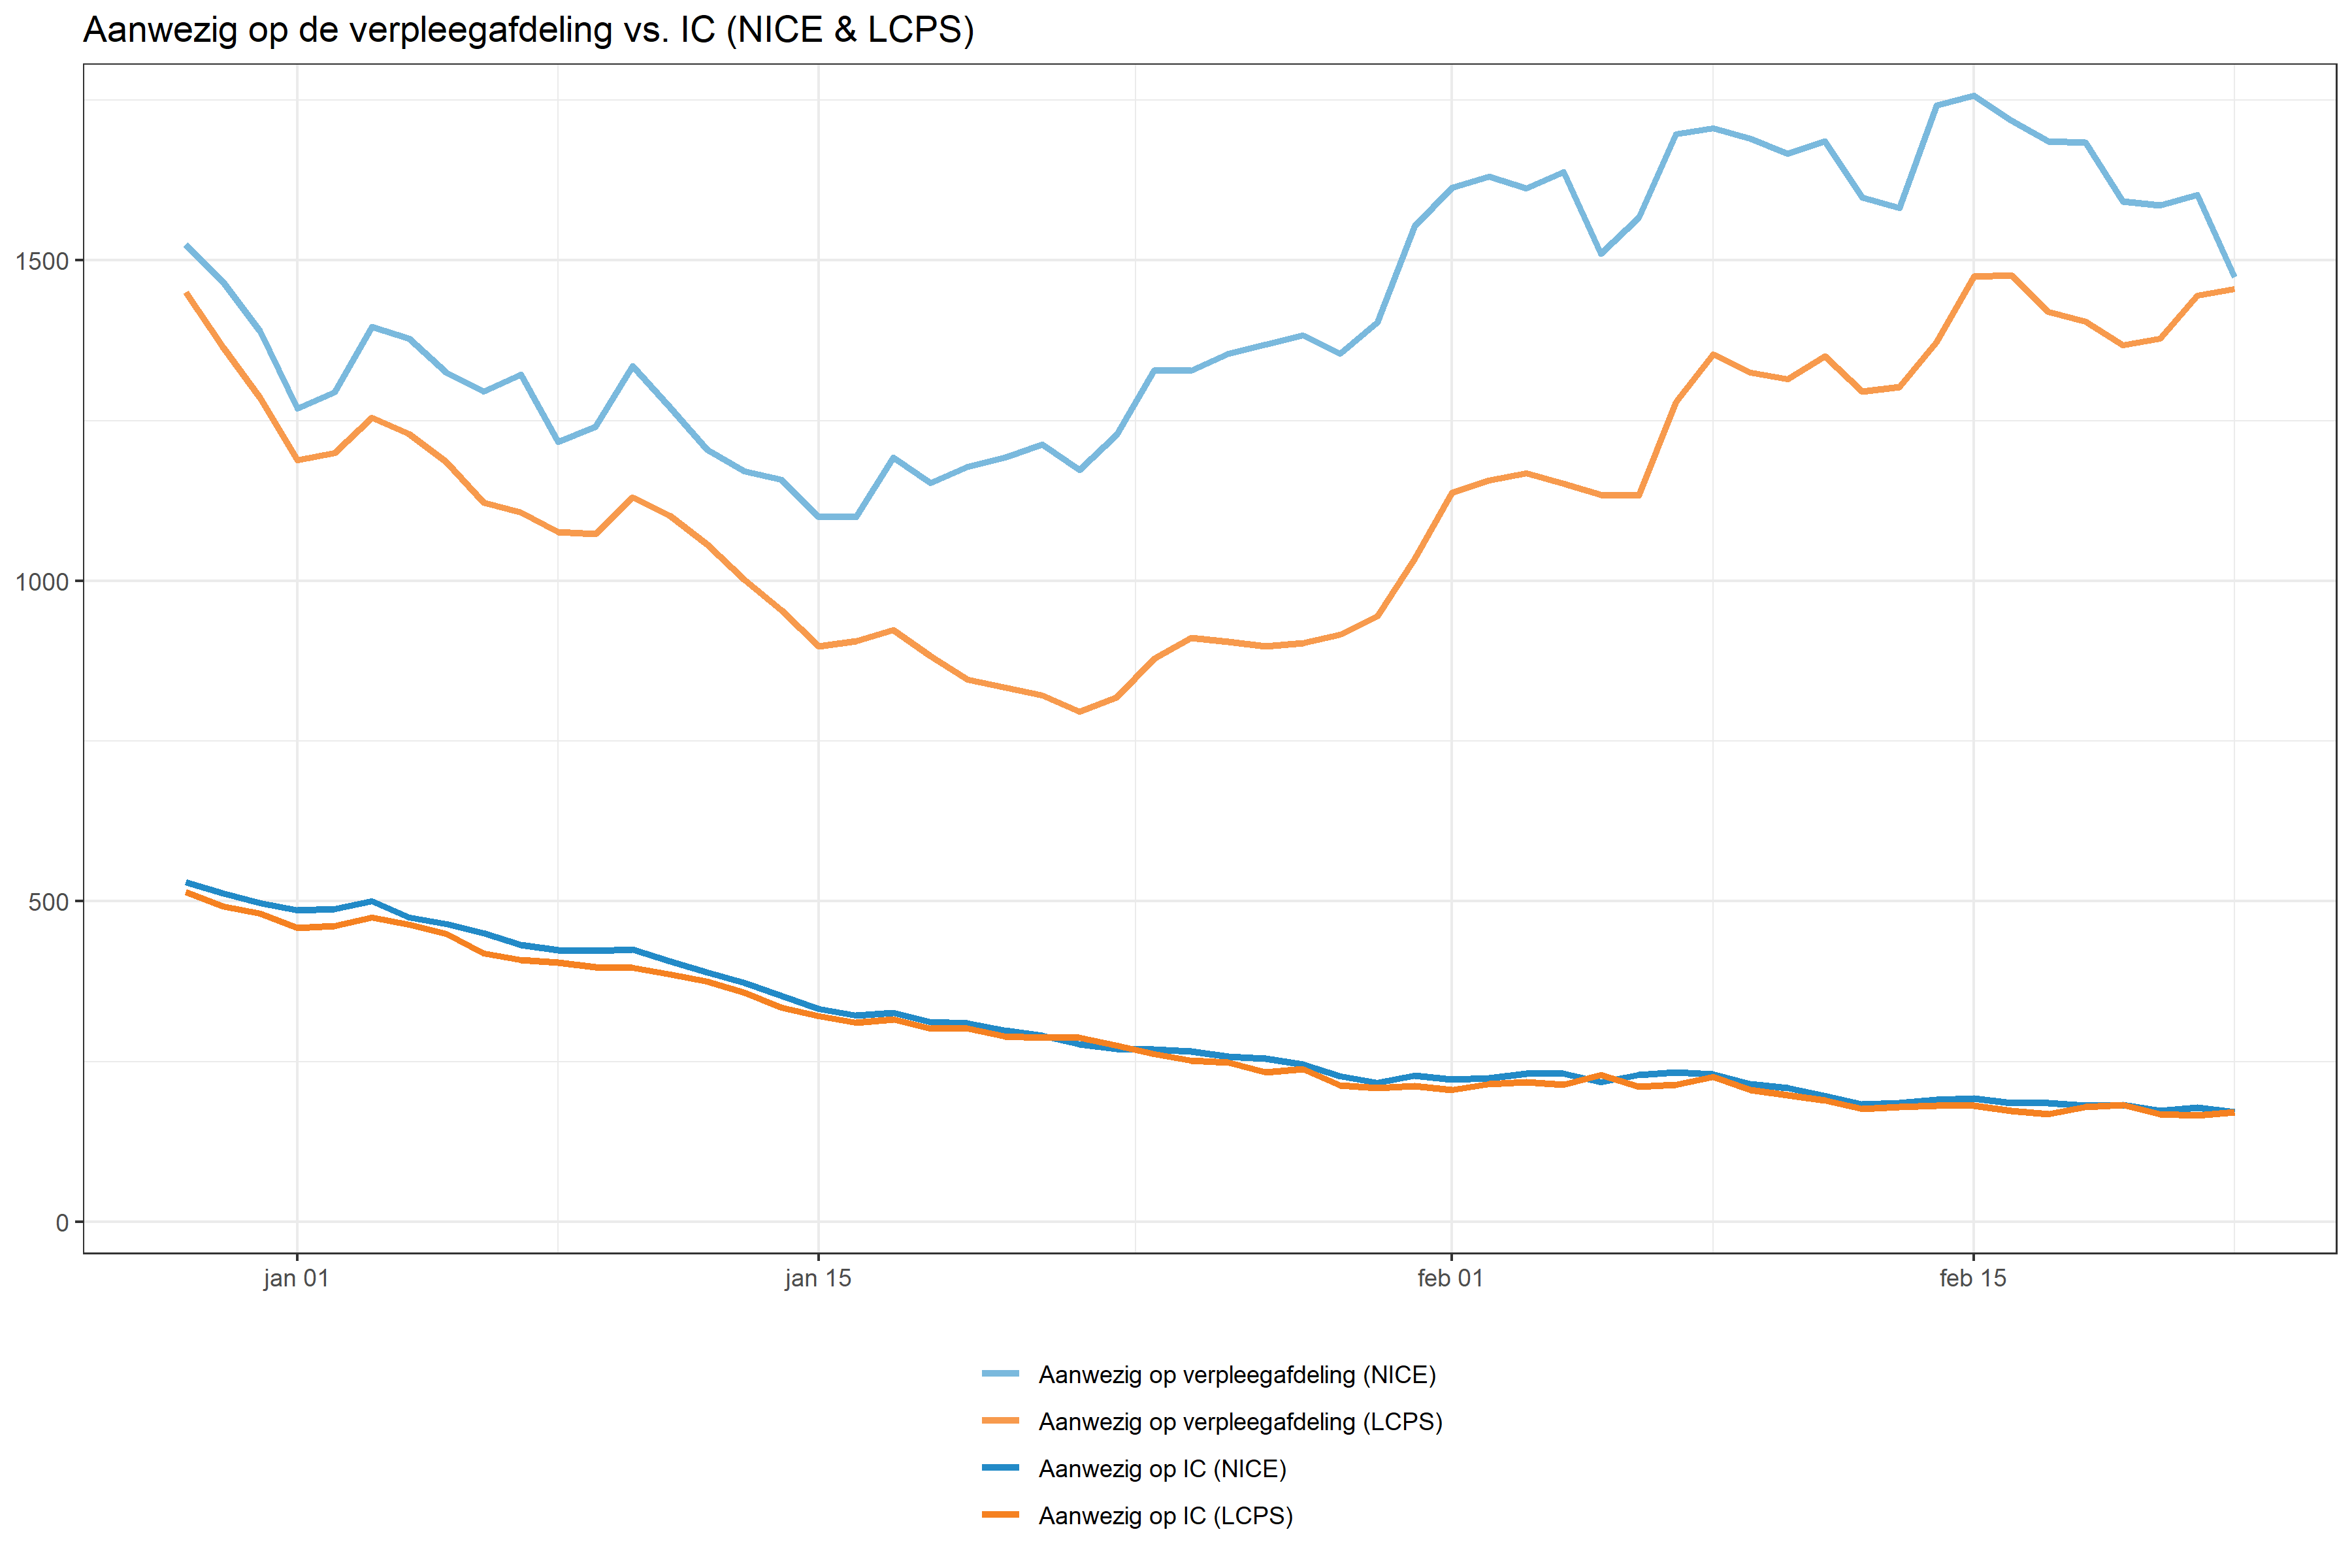 Aanwezig op de verpleegafdeling vs. IC (NICE & LCPS)
1500
1000
500
0
jan 01
jan 15
feb 01
feb 15
Aanwezig op verpleegafdeling (NICE)
Aanwezig op verpleegafdeling (LCPS)
Aanwezig op IC (NICE)
Aanwezig op IC (LCPS)